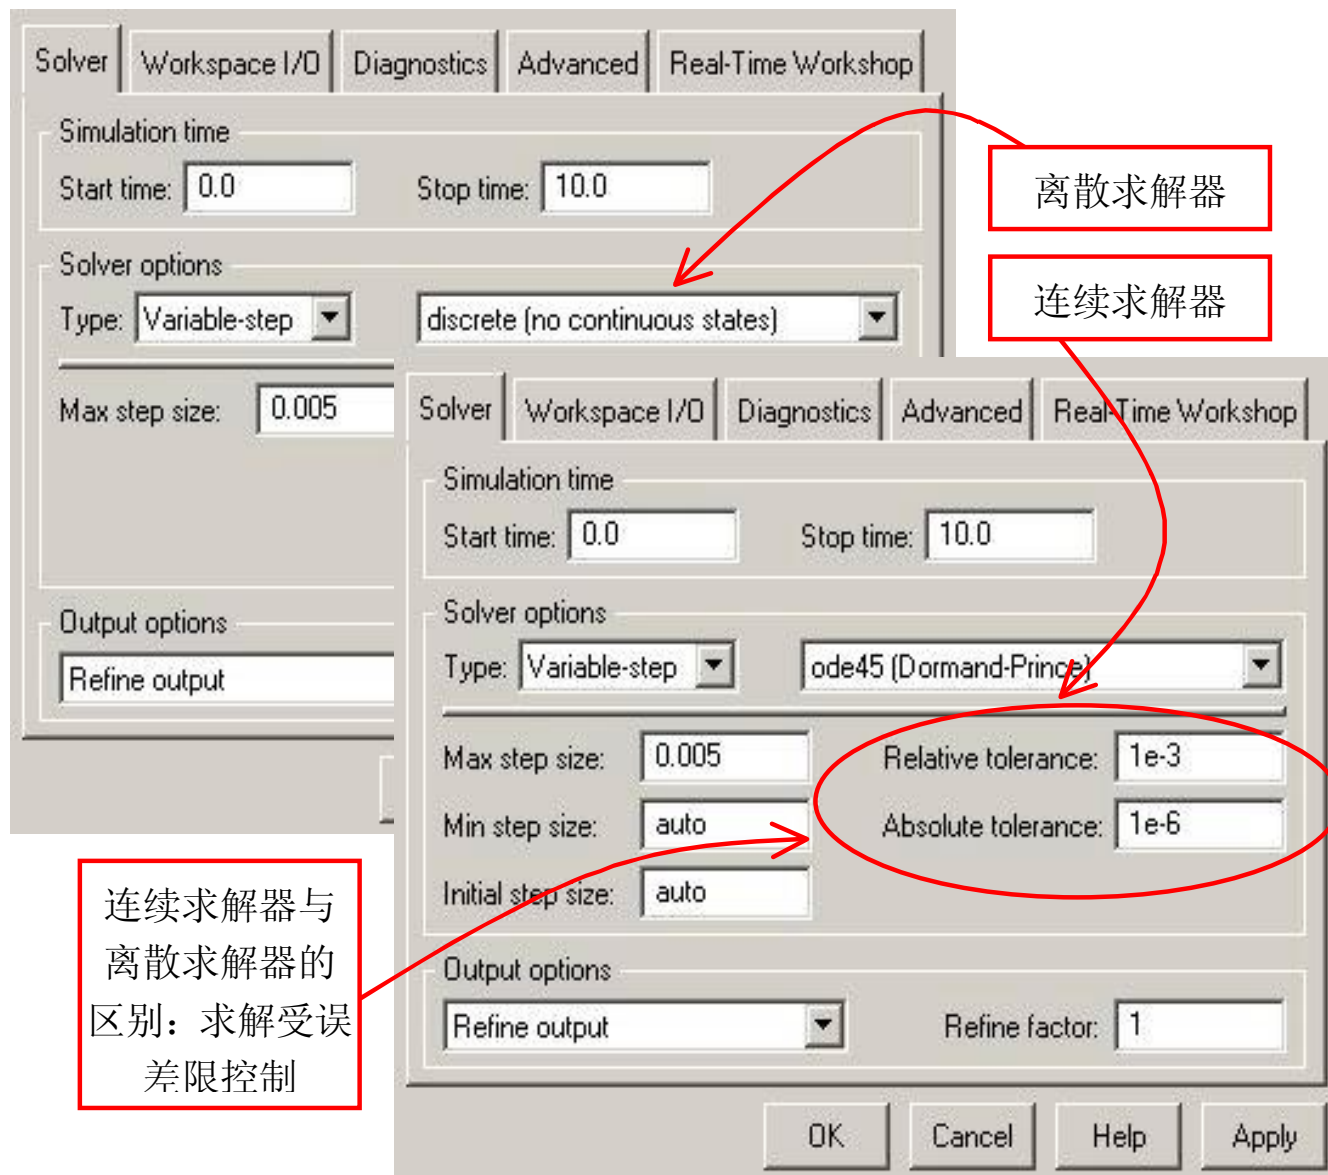 Solver Workspace I/O Diagnostics Advanced Real-Time Workshop
Simulation time
Start time: 0.0 Stop time: 10.0
Solver options
Type: Variable-step discrete (no continuous states)
Max step size: 0.005
Output options
Refine output
离散求解器
连续求解器
Solver Workspace I/O Diagnostics Advanced Real-Time Workshop
Simulation time
Start time: 0.0 Stop time: 10.0
Solver options
Type: Variable-step ode45 (Dormand-Prince)
Max step size: 0.005 Relative tolerance: 1e-3
Min step size: auto Absolute tolerance: 1e-6
Initial step size: auto
Output options
Refine output Refine factor: 1
OK Cancel Help Apply
连续求解器与
离散求解器的
区别：求解受误
差限控制